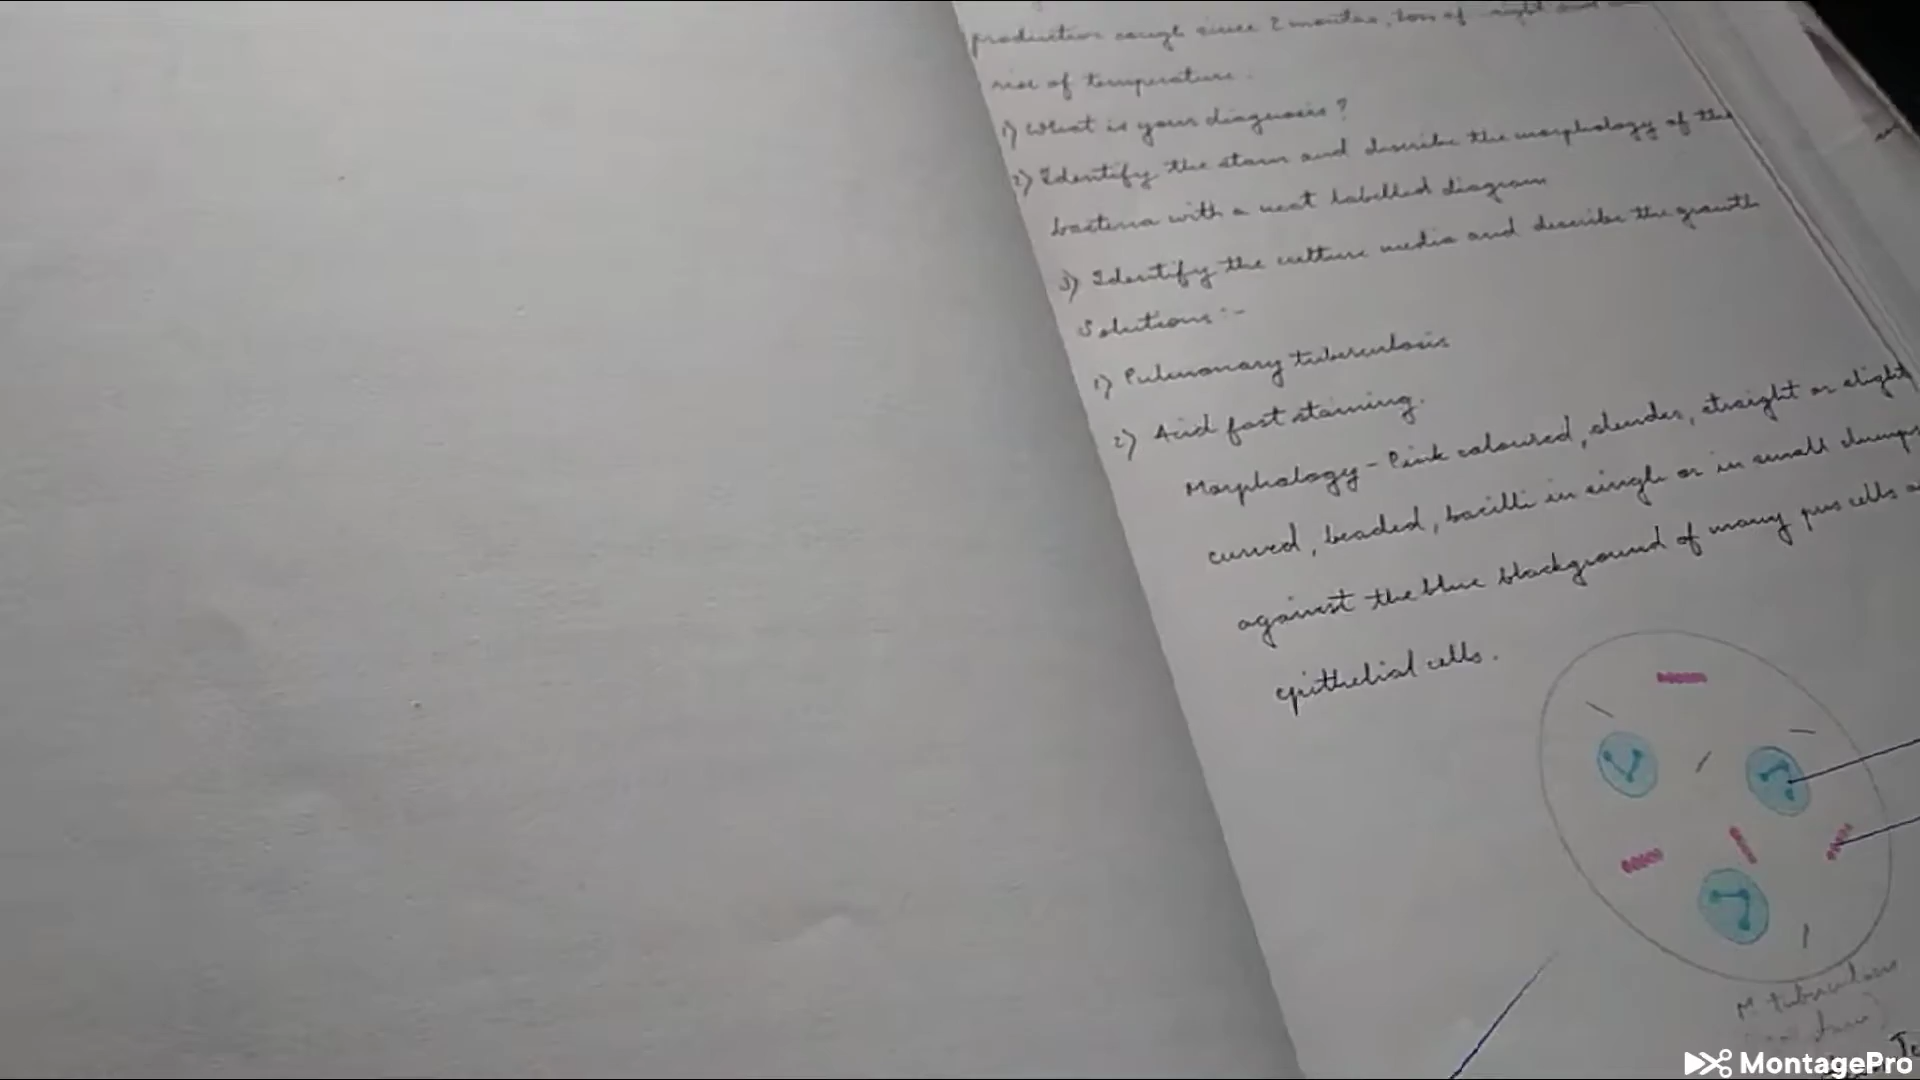 production cough since 2 months, loss of
rise of temperature.
1) What is your diagnosis?
2) Identify the stain and describe the morphology of the
bacteria with a neat labelled diagram
3) Identify the culture media and describe the growth
Solutions:-
1) Pulmonary tuberculosis
2) Acid fast staining.
Morphology - Pink coloured, slender, straight or slight
curved, beaded, bacilli in single or in small clumps
against the blue blackground of many pus cells
epithelial cells.
M. tuberculosis
MontagePro